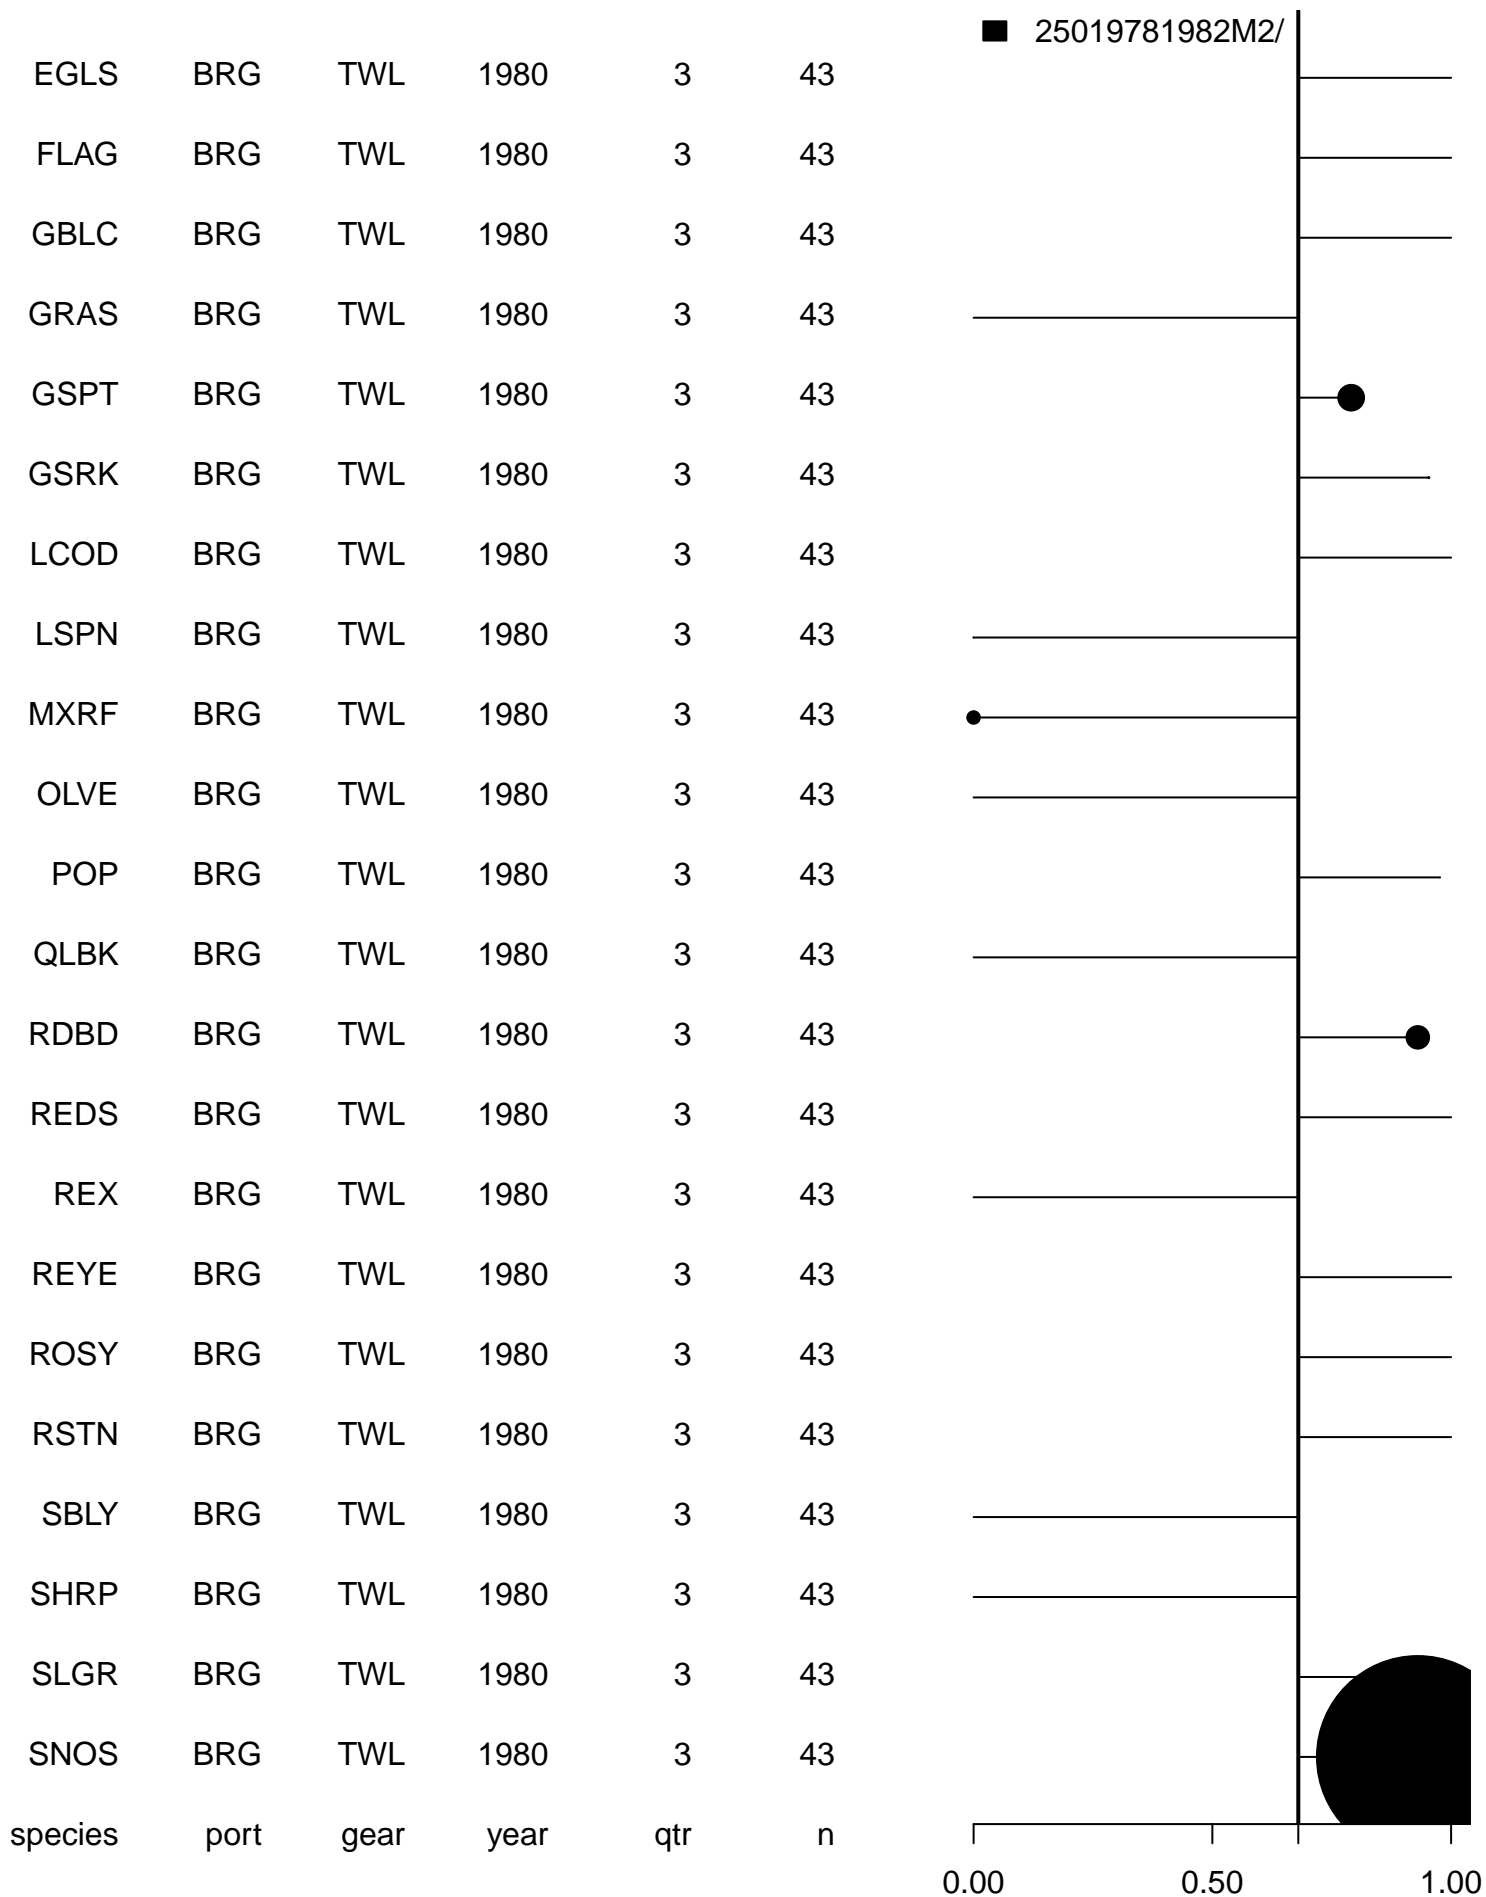 25019781982M2/
EGLS BRG TWL 1980 3 43
FLAG BRG TWL 1980 3 43
GBLC BRG TWL 1980 3 43
GRAS BRG TWL 1980 3 43
GSPT BRG TWL 1980 3 43
GSRK BRG TWL 1980 3 43
LCOD BRG TWL 1980 3 43
LSPN BRG TWL 1980 3 43
MXRF BRG TWL 1980 3 43
OLVE BRG TWL 1980 3 43
POP BRG TWL 1980 3 43
QLBK BRG TWL 1980 3 43
RDBD BRG TWL 1980 3 43
REDS BRG TWL 1980 3 43
REX BRG TWL 1980 3 43
REYE BRG TWL 1980 3 43
ROSY BRG TWL 1980 3 43
RSTN BRG TWL 1980 3 43
SBLY BRG TWL 1980 3 43
SHRP BRG TWL 1980 3 43
SLGR BRG TWL 1980 3 43
SNOS BRG TWL 1980 3 43
species port gear year qtr n
0.00 0.50 1.00